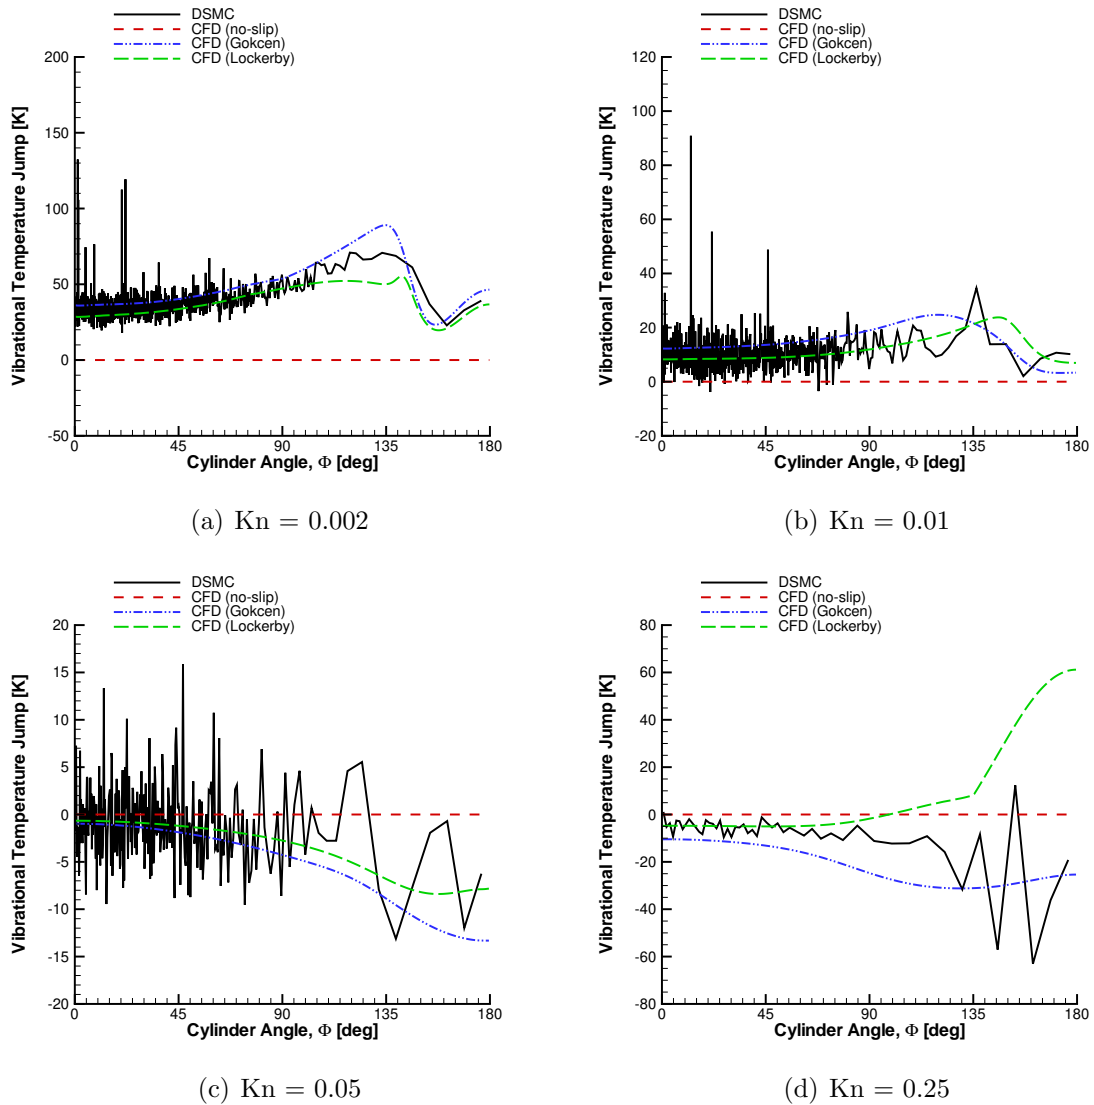 DSMC
CFD (no-slip)
CFD (Gokcen)
CFD (Lockerby)
Vibrational Temperature Jump [K]
200
150
100
50
0
-50
0 45 90 135 180
Cylinder Angle, Φ [deg]
(a) Kn = 0.002
DSMC
CFD (no-slip)
CFD (Gokcen)
CFD (Lockerby)
Vibrational Temperature Jump [K]
120
100
80
60
40
20
0
-20
0 45 90 135 180
Cylinder Angle, Φ [deg]
(b) Kn = 0.01
DSMC
CFD (no-slip)
CFD (Gokcen)
CFD (Lockerby)
Vibrational Temperature Jump [K]
20
15
10
5
0
-5
-10
-15
-20
0 45 90 135 180
Cylinder Angle, Φ [deg]
(c) Kn = 0.05
DSMC
CFD (no-slip)
CFD (Gokcen)
CFD (Lockerby)
Vibrational Temperature Jump [K]
80
60
40
20
0
-20
-40
-60
-80
0 45 90 135 180
Cylinder Angle, Φ [deg]
(d) Kn = 0.25